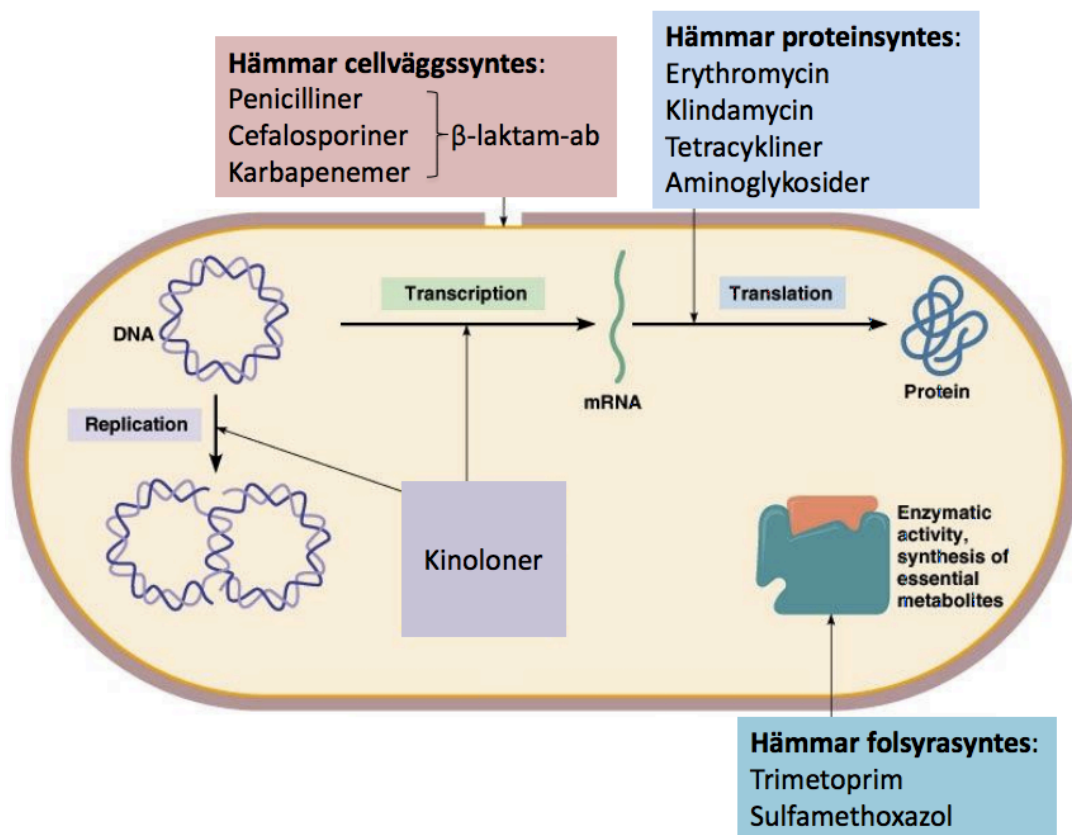 Hämmar cellväggssyntes:
Penicilliner
Cefalosporiner
Karbapenemer
β-laktam-ab
Hämmar proteinsyntes:
Erythromycin
Klindamycin
Tetracykliner
Aminoglykosider
DNA
Transcription
mRNA
Translation
Protein
Replication
Kinoloner
Enzymatic
activity,
synthesis of
essential
metabolites
Hämmar folsyrasyntes:
Trimetoprim
Sulfamethoxazol